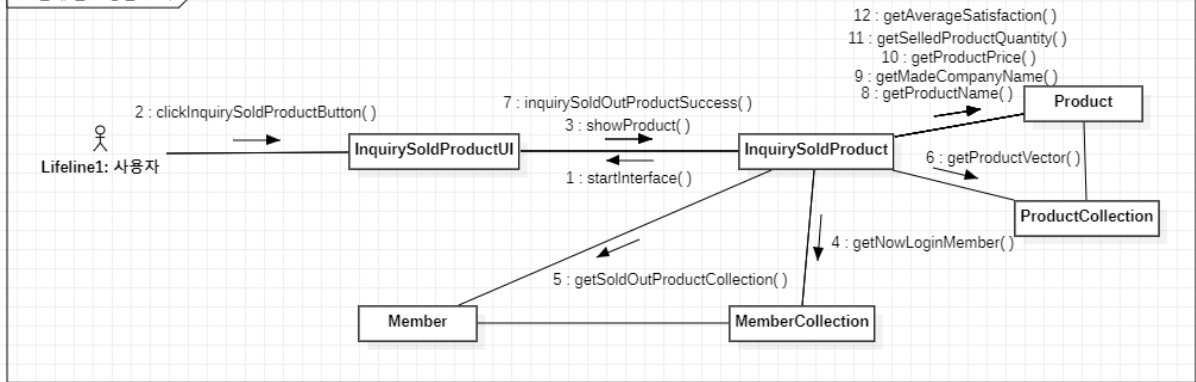 12 : getAverageSatisfaction( )
11 : getSelledProductQuantity( )
10 : getProductPrice( )
9 : getMadeCompanyName( )
8 : getProductName( )
Product
2 : clickInquirySoldProductButton( )
7 : inquirySoldOutProductSuccess( )
3 : showProduct( )
Lifeline1: 사용자
InquirySoldProductUI
InquirySoldProduct
1 : startInterface( )
6 : getProductVector( )
ProductCollection
4 : getNowLoginMember( )
5 : getSoldOutProductCollection( )
Member
MemberCollection